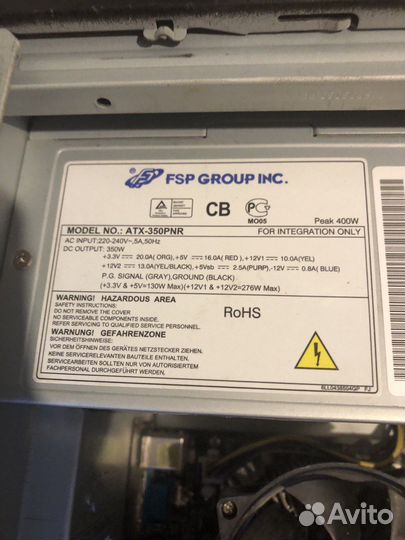 FSP GROUP INC.
CB
MO05
Peak 400W
MODEL NO.: ATX-350PNR
FOR INTEGRATION ONLY
AC INPUT:220-240V~,5A,50Hz
DC OUTPUT: 350W
+3.3V ⎓ 20.0A( ORG), +5V ⎓ 16.0A ( RED ), +12V1 ⎓ 10.0A(YEL)
+12V2 ⎓ 13.0A(YEL/BLACK), +5Vsb ⎓ 2.5A(PURP),-12V ⎓ 0.8A( BLUE)
P.G. SIGNAL (GRAY),GROUND (BLACK)
(+3.3V & +5V=130W Max)(+12V1 & +12V2=276W Max)
WARNING! HAZARDOUS AREA
SAFETY INSTRUCTIONS:
DO NOT REMOVE THE COVER
NO SERVICEABLE COMPONENTS INSIDE.
REFER SERVICING TO QUALIFIED PERSONNEL
WARNUNG! GEFAHRENZONE
SICHERHEITSHINWEISE:
VOR DEM ÖFFNEN DES GERÄTES NETZSTECKER ZIEHEN.
KEINE SERVICERELEVANTEN BAUTEILE ENTHALTEN.
SERVICEARBEITEN SOLLTEN NUR VON AUTORISIERTEM
FACHPERSONAL DURCHGEFÜHRT WERDEN!
RoHS
6LL0438504GP PJ
Avito